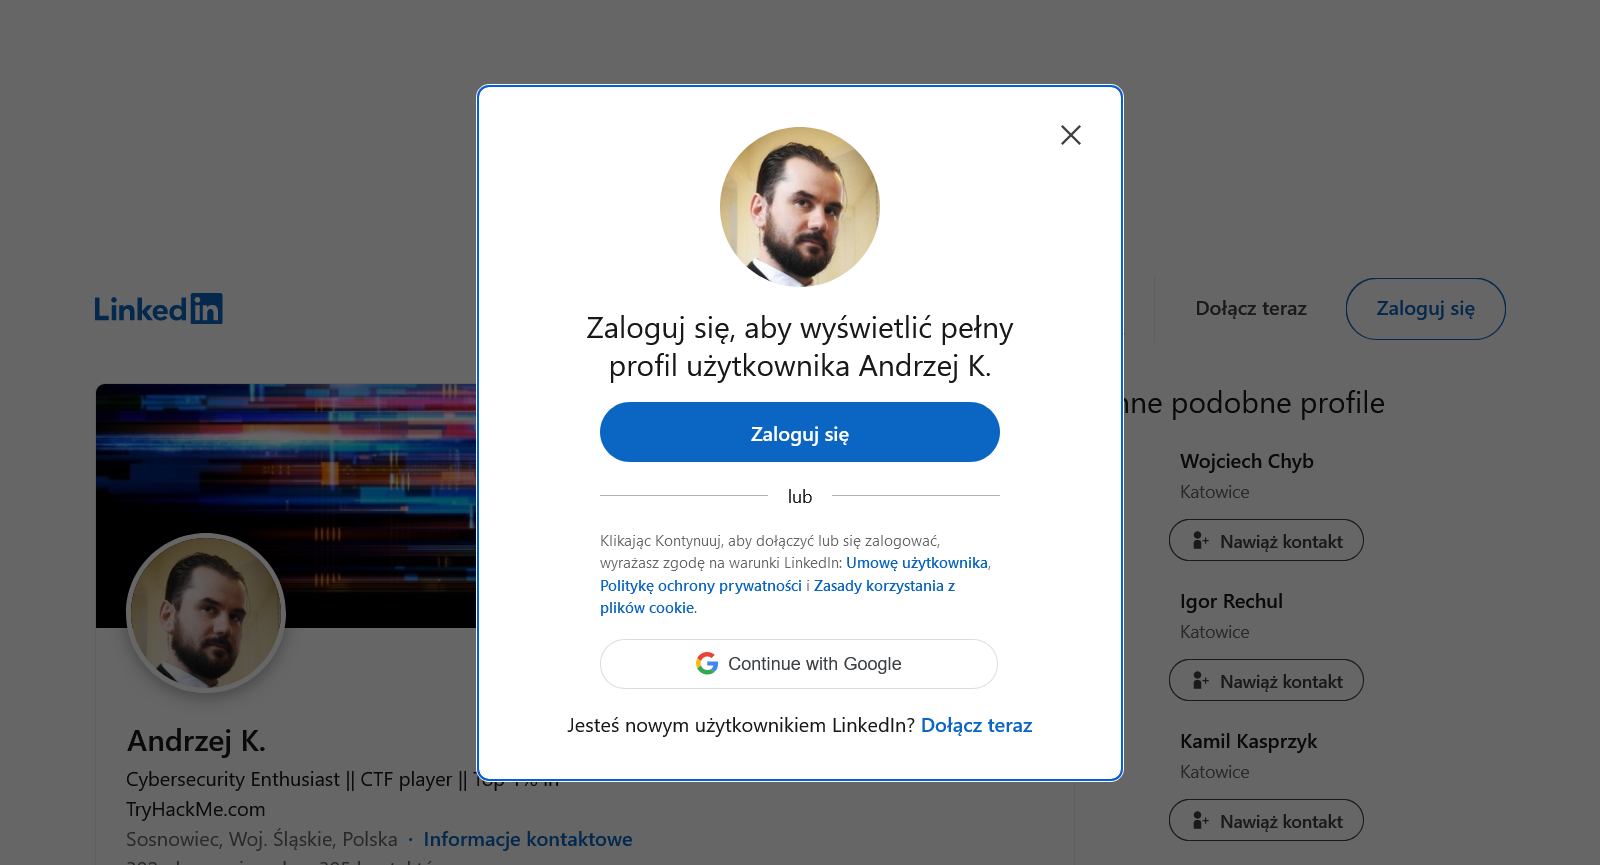 LinkedIn
Dołącz teraz
Zaloguj się
Zaloguj się, aby wyświetlić pełny
profil użytkownika Andrzej K.
Zaloguj się
lub
Klikając Kontynuuj, aby dołączyć lub się zalogować,
wyrażasz zgodę na warunki LinkedIn: Umowę użytkownika,
Politykę ochrony prywatności i Zasady korzystania z
plików cookie.
Continue with Google
Jesteś nowym użytkownikiem LinkedIn? Dołącz teraz
Andrzej K.
Cybersecurity Enthusiast || CTF player || Top 1% in
TryHackMe.com
Sosnowiec, Woj. Śląskie, Polska · Informacje kontaktowe
nne podobne profile
Wojciech Chyb
Katowice
Nawiąż kontakt
Igor Rechul
Katowice
Nawiąż kontakt
Kamil Kasprzyk
Katowice
Nawiąż kontakt